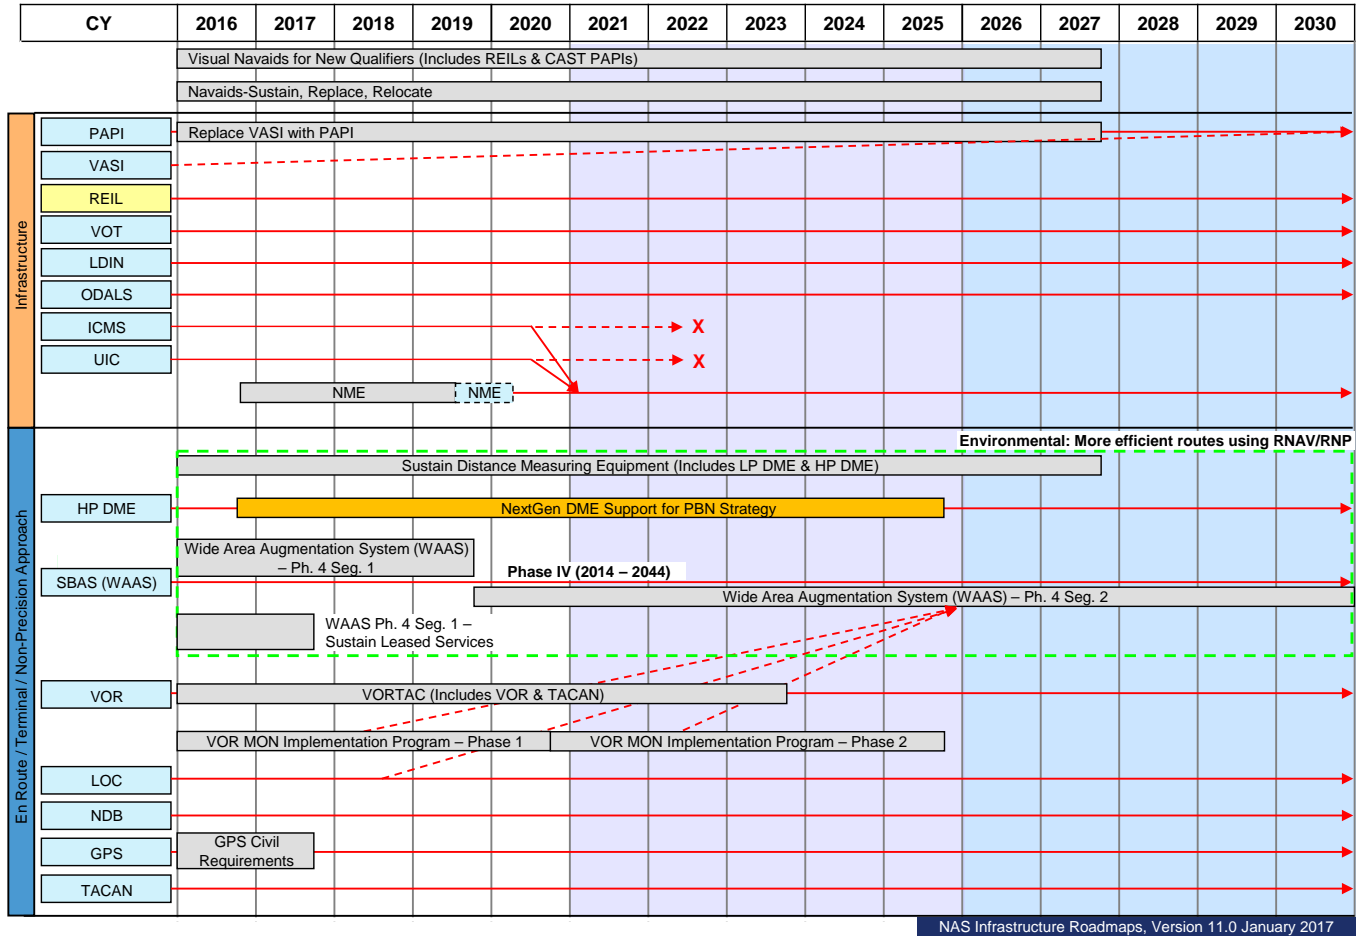 CY 2016 2017 2018 2019 2020 2021 2022 2023 2024 2025 2026 2027 2028 2029 2030
Visual Navaids for New Qualifiers (Includes REILs & CAST PAPIs)
Navaids-Sustain, Replace, Relocate
Infrastructure
PAPI
Replace VASI with PAPI
VASI
REIL
VOT
LDIN
ODALS
ICMS
X
UIC
X
NME
NME
En Route / Terminal / Non-Precision Approach
Environmental: More efficient routes using RNAV/RNP
Sustain Distance Measuring Equipment (Includes LP DME & HP DME)
HP DME
NextGen DME Support for PBN Strategy
Wide Area Augmentation System (WAAS)
– Ph. 4 Seg. 1
SBAS (WAAS)
Phase IV (2014 – 2044)
Wide Area Augmentation System (WAAS) – Ph. 4 Seg. 2
WAAS Ph. 4 Seg. 1 –
Sustain Leased Services
VOR
VORTAC (Includes VOR & TACAN)
VOR MON Implementation Program – Phase 1
VOR MON Implementation Program – Phase 2
LOC
NDB
GPS
GPS Civil
Requirements
TACAN
NAS Infrastructure Roadmaps, Version 11.0 January 2017